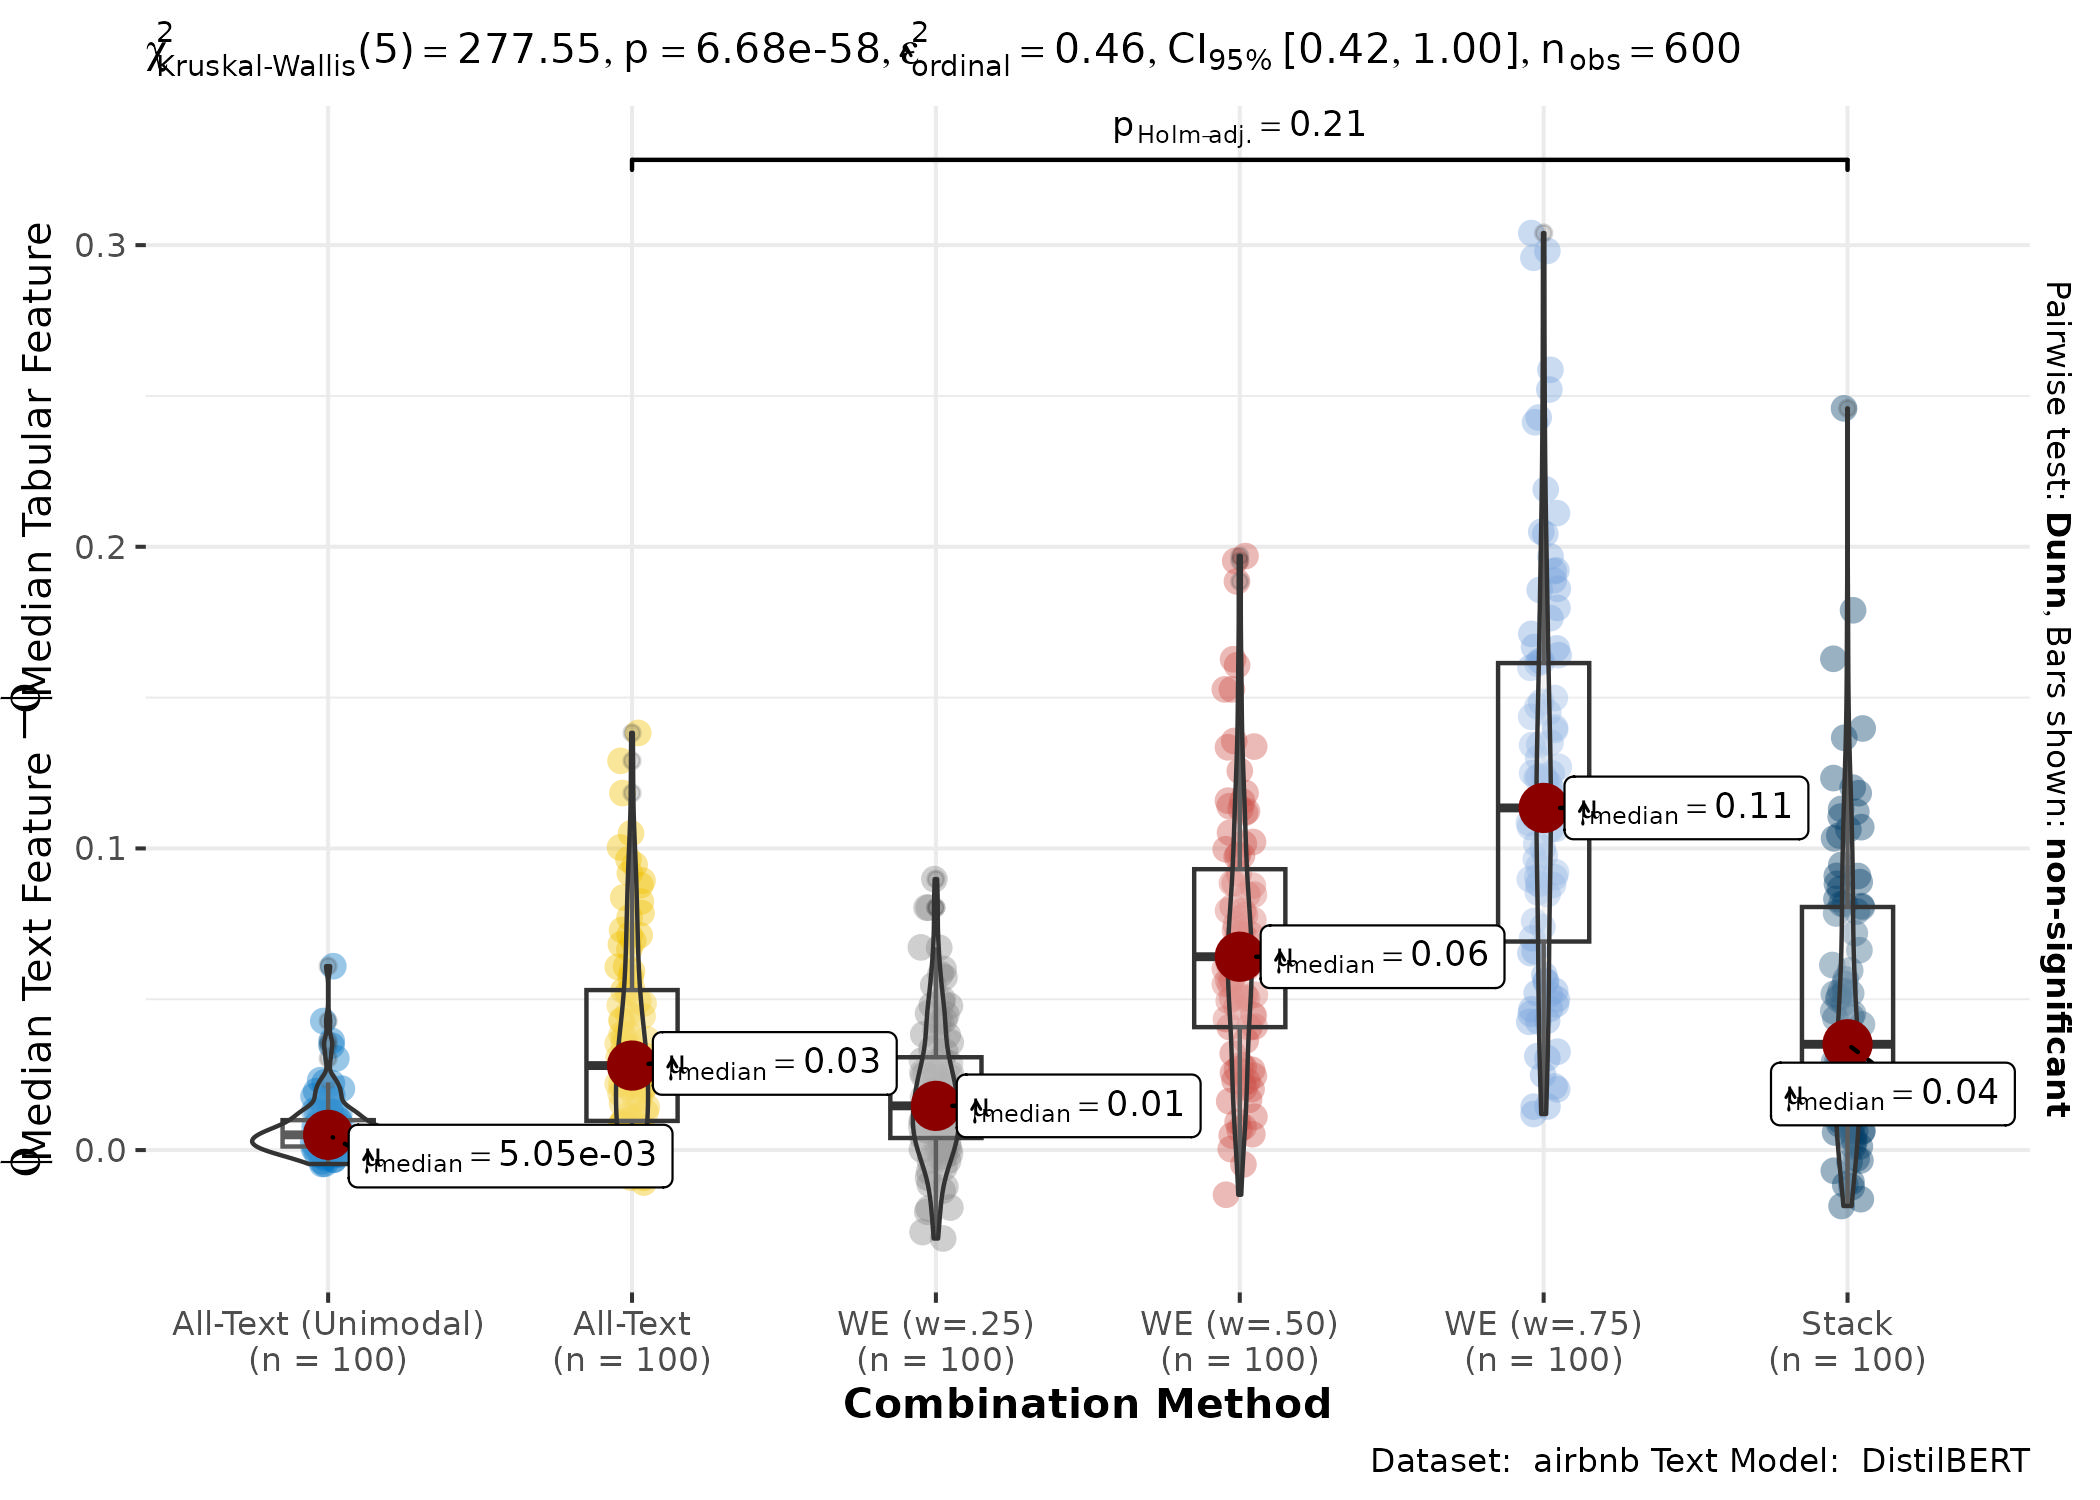 χ²Kruskal-Wallis(5) = 277.55, p = 6.68e-58, ε̂²ordinal = 0.46, CI95% [0.42, 1.00], nobs = 600
pHolm-adj. = 0.21
0.3
0.2
0.1
0.0
ϕMedian Text Feature − ϕMedian Tabular Feature
μ̂median = 5.05e-03
μ̂median = 0.03
μ̂median = 0.01
μ̂median = 0.06
μ̂median = 0.11
μ̂median = 0.04
Pairwise test: Dunn, Bars shown: non-significant
All-Text (Unimodal)
(n = 100)
All-Text
(n = 100)
WE (w=.25)
(n = 100)
WE (w=.50)
(n = 100)
WE (w=.75)
(n = 100)
Stack
(n = 100)
Combination Method
Dataset:  airbnb Text Model:  DistilBERT